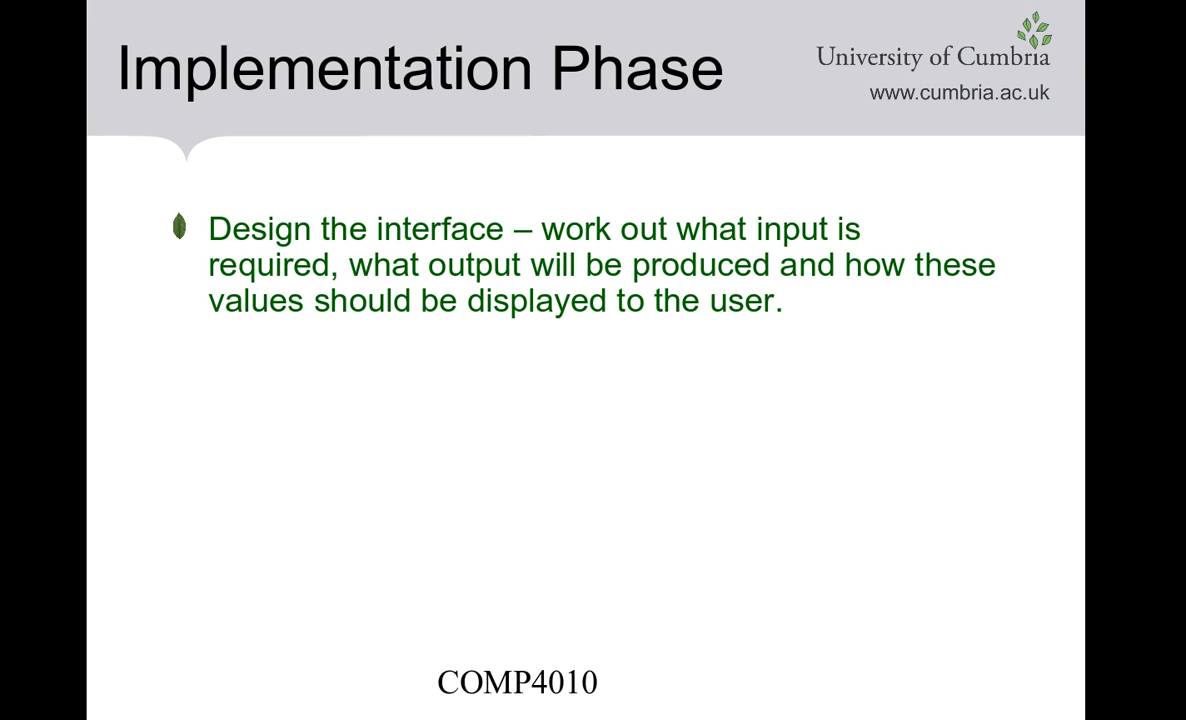 Implementation Phase
University of Cumbria
www.cumbria.ac.uk
Design the interface – work out what input is
required, what output will be produced and how these
values should be displayed to the user.
COMP4010